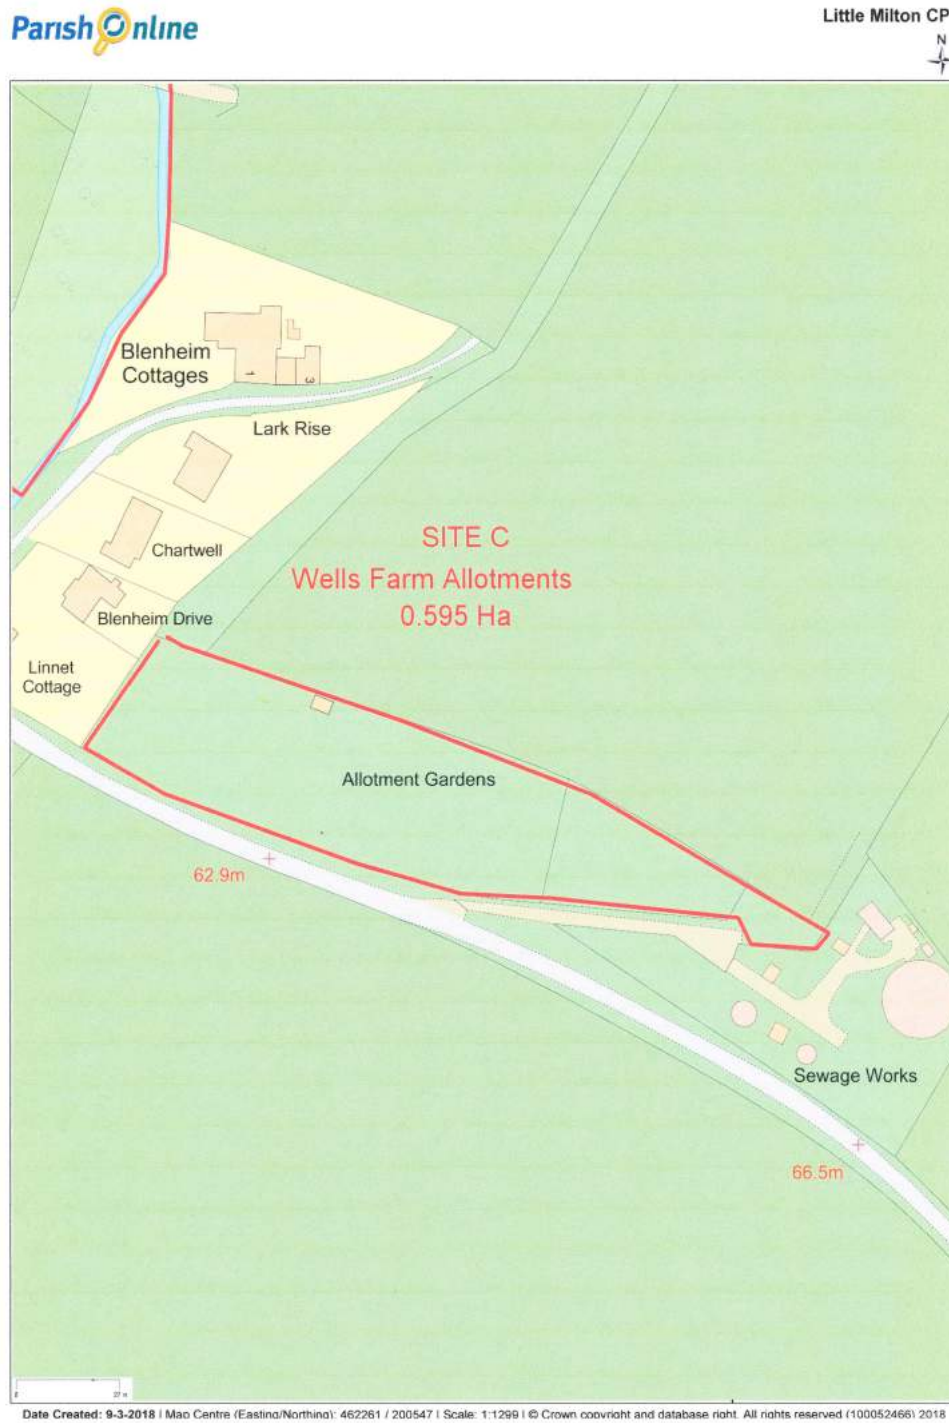 Parish Online
Little Milton CP
N
Blenheim
Cottages
1
3
Lark Rise
SITE C
Wells Farm Allotments
0.595 Ha
Chartwell
Blenheim Drive
Linnet
Cottage
Allotment Gardens
62.9m
Sewage Works
66.5m
Date Created: 9-3-2018 | Map Centre (Easting/Northing): 462261 / 200547 | Scale: 1:1299 | © Crown copyright and database right. All rights reserved (100052466) 2018